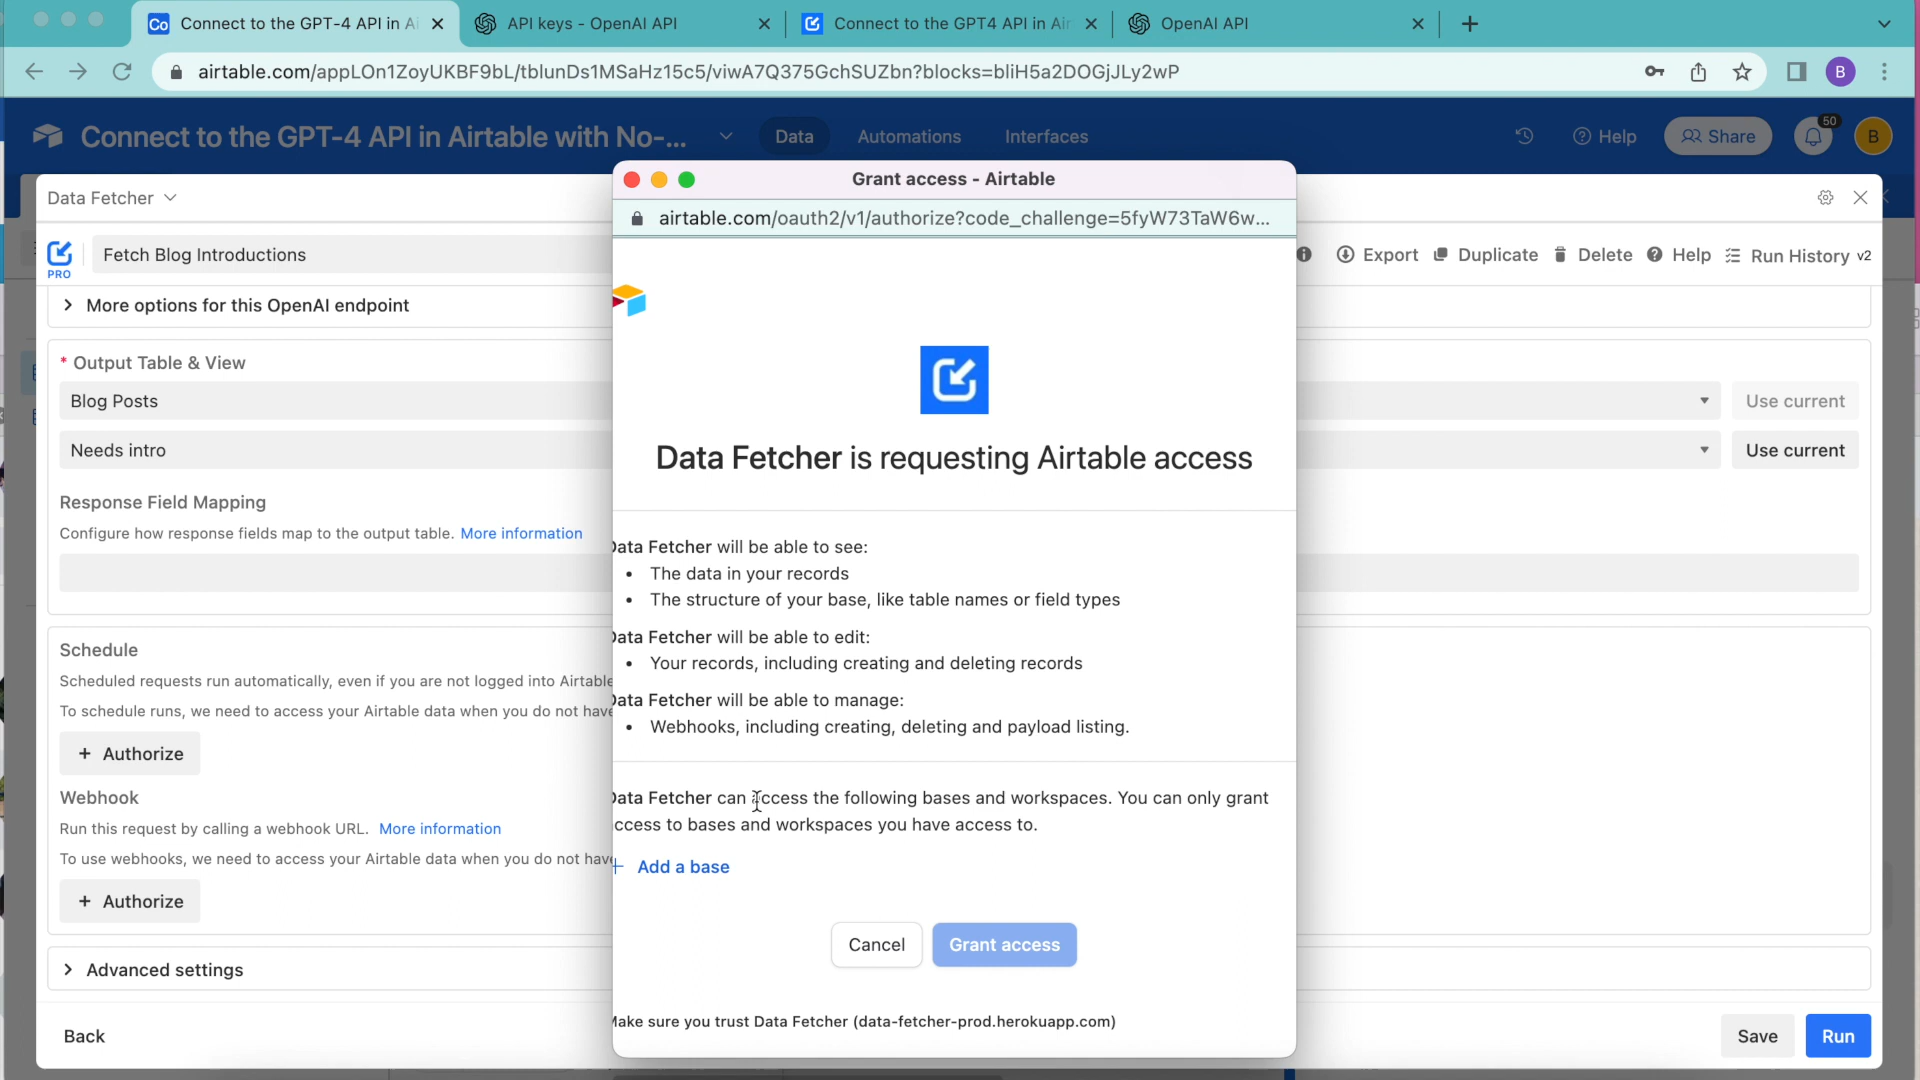 Co Connect to the GPT-4 API in Ai
API keys - OpenAI API
Connect to the GPT4 API in Air
OpenAI API
airtable.com/appLOn1ZoyUKBF9bL/tblunDs1MSaHz15c5/viwA7Q375GchSUZbn?blocks=bliH5a2DOGjJLy2wP
B
Connect to the GPT-4 API in Airtable with No-...
Data
Automations
Interfaces
Help
Share
50
B
Data Fetcher
PRO
Fetch Blog Introductions
Export
Duplicate
Delete
Help
Run History v2
More options for this OpenAI endpoint
* Output Table & View
Blog Posts
Use current
Needs intro
Use current
Response Field Mapping
Configure how response fields map to the output table. More information
Schedule
Scheduled requests run automatically, even if you are not logged into Airtable
To schedule runs, we need to access your Airtable data when you do not have
+ Authorize
Webhook
Run this request by calling a webhook URL. More information
To use webhooks, we need to access your Airtable data when you do not have
+ Authorize
Advanced settings
Back
Save
Run
Grant access - Airtable
airtable.com/oauth2/v1/authorize?code_challenge=5fyW73TaW6w...
Data Fetcher is requesting Airtable access
Data Fetcher will be able to see:
• The data in your records
• The structure of your base, like table names or field types
Data Fetcher will be able to edit:
• Your records, including creating and deleting records
Data Fetcher will be able to manage:
• Webhooks, including creating, deleting and payload listing.
Data Fetcher can access the following bases and workspaces. You can only grant
access to bases and workspaces you have access to.
+ Add a base
Cancel
Grant access
Make sure you trust Data Fetcher (data-fetcher-prod.herokuapp.com)